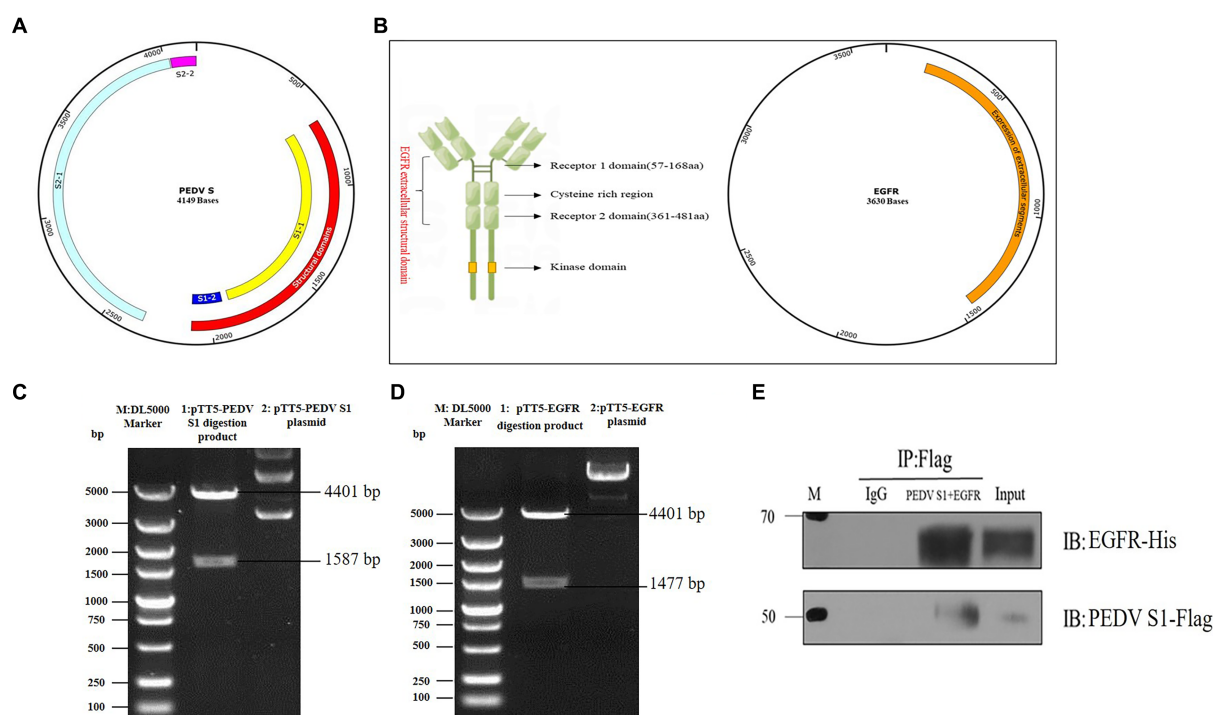 A
4000
S2-2
500
3500
S2-1
PEDV S
4149 Bases
1000
S1-1
Structural domains
3000
1500
S1-2
2500
2000
B
EGFR extracellular structural domain
Receptor 1 domain(57-168aa)
Cysteine rich region
Receptor 2 domain(361-481aa)
Kinase domain
3500
500
Expression of extracellular segments
3000
EGFR
3630 Bases
1000
2500
1500
2000
C
M:DL5000
Marker
1:pTT5-PEDV
S1 digestion
product
2: pTT5-PEDV S1
plasmid
bp
5000
3000
2000
1500
1000
750
500
250
100
4401 bp
1587 bp
D
M: DL5000
Marker
1: pTT5-EGFR
digestion product
2:pTT5-EGFR
plasmid
bp
5000
3000
2000
1500
1000
750
500
250
100
4401 bp
1477 bp
E
IP:Flag
M IgG PEDV S1+EGFR Input
70
IB:EGFR-His
50
IB:PEDV S1-Flag